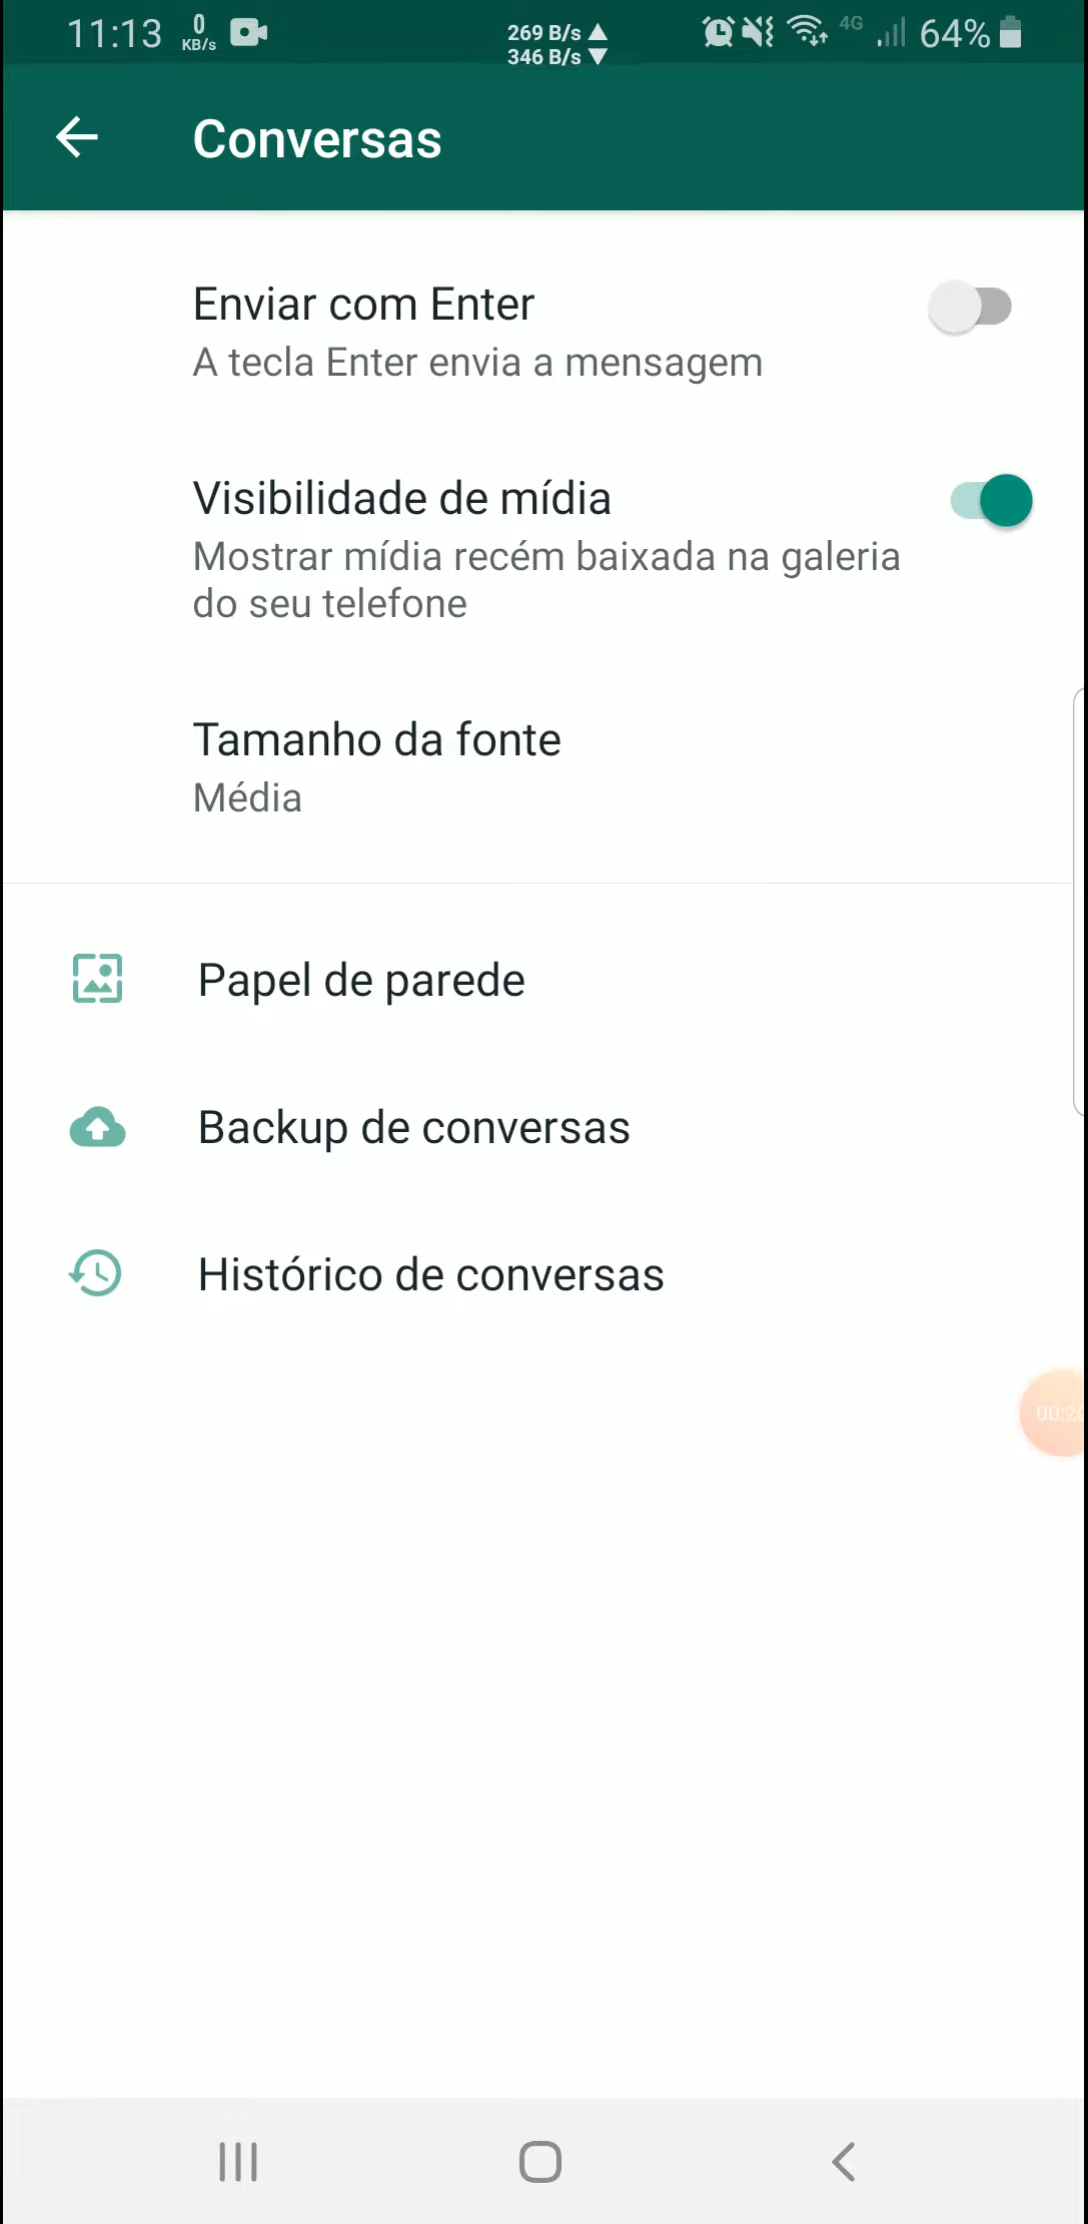 11:13 0 KB/s 269 B/s ▲ 4G 64%
346 B/s ▼
Conversas
Enviar com Enter
A tecla Enter envia a mensagem
Visibilidade de mídia
Mostrar mídia recém baixada na galeria
do seu telefone
Tamanho da fonte
Média
Papel de parede
Backup de conversas
Histórico de conversas